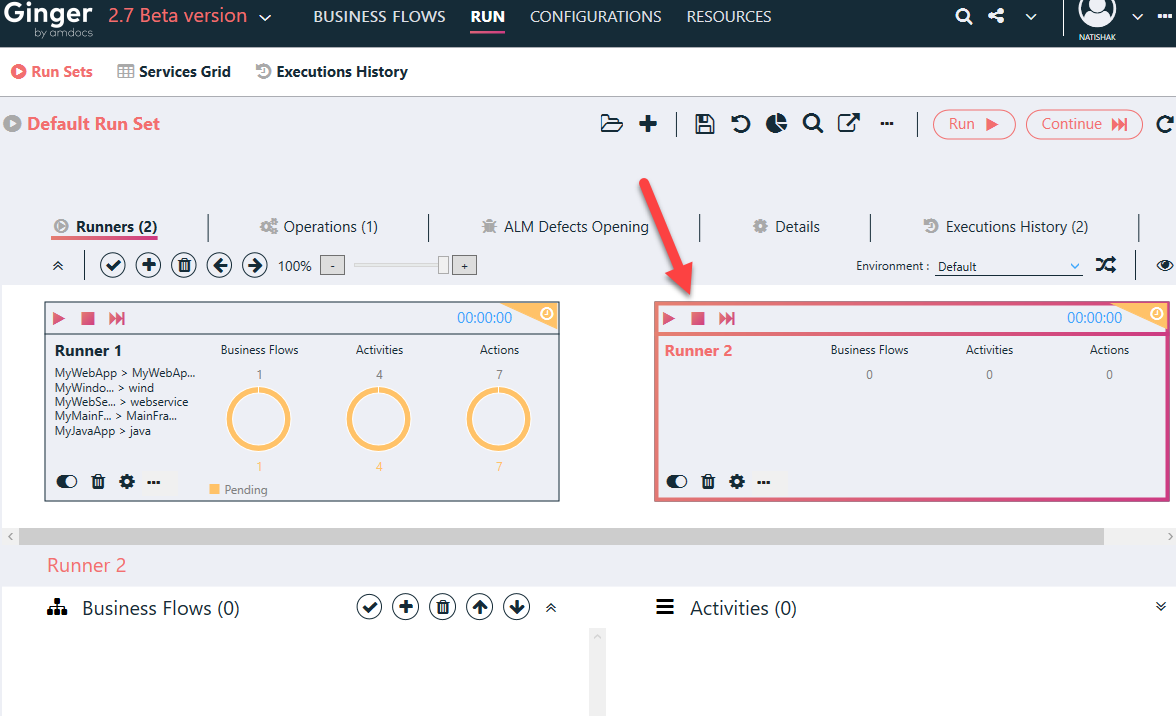 Ginger 2.7 Beta version BUSINESS FLOWS RUN CONFIGURATIONS RESOURCES
by amdocs NATISHAK
Run Sets Services Grid Executions History
Default Run Set Run Continue
Runners (2) Operations (1) ALM Defects Opening Details Executions History (2)
100% - + Environment : Default
00:00:00
Runner 1 Business Flows Activities Actions
MyWebApp > MyWebAp... 1 4 7
MyWindo... > wind
MyWebSe... > webservice
MyMainF... > MainFra...
MyJavaApp > java
1 4 7
Pending
00:00:00
Runner 2 Business Flows Activities Actions
0 0 0
Runner 2
Business Flows (0) Activities (0)